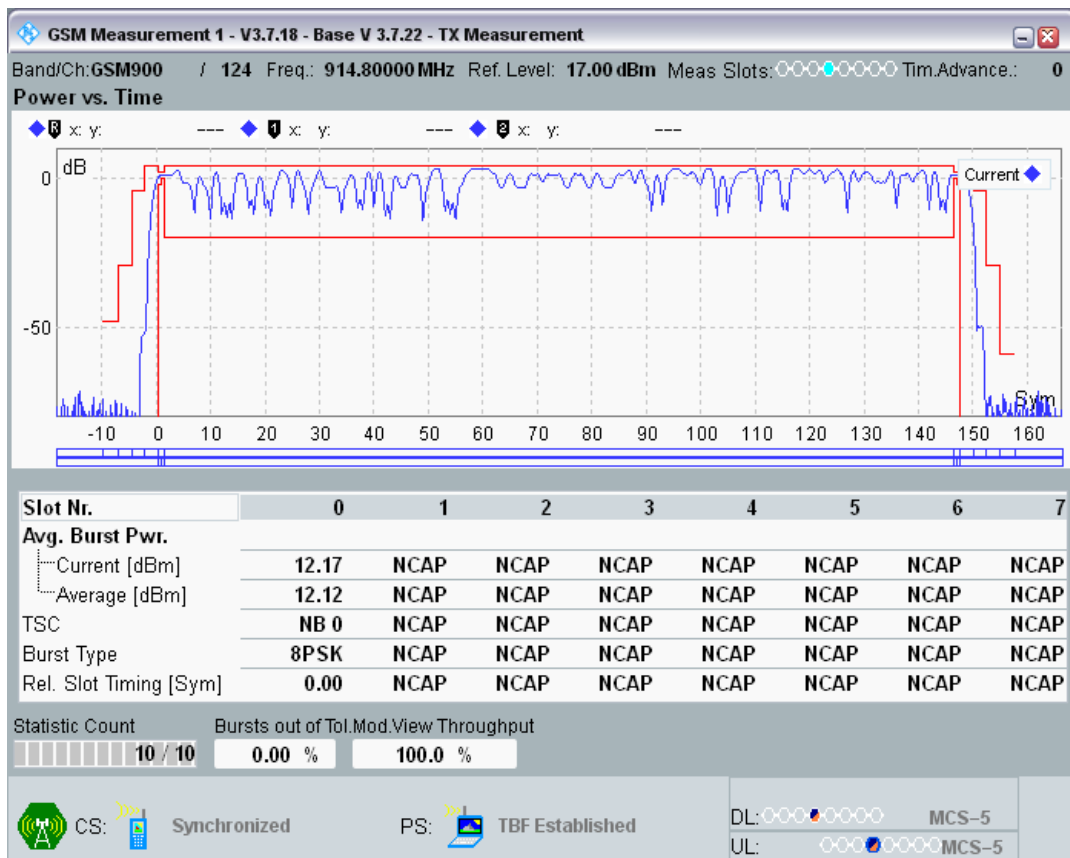 GSM Measurement 1 - V3.7.18 - Base V 3.7.22 - TX Measurement
Band/Ch:GSM900 / 124 Freq.: 914.80000 MHz Ref. Level: 17.00 dBm Meas Slots: Tim.Advance.: 0
Power vs. Time
R x: y: --- 1 x: y: --- 2 x: y: ---
dB
Current
0
-50
Sym
-10 0 10 20 30 40 50 60 70 80 90 100 110 120 130 140 150 160
Slot Nr. 0 1 2 3 4 5 6 7
Avg. Burst Pwr.
Current [dBm] 12.17 NCAP NCAP NCAP NCAP NCAP NCAP NCAP
Average [dBm] 12.12 NCAP NCAP NCAP NCAP NCAP NCAP NCAP
TSC NB 0 NCAP NCAP NCAP NCAP NCAP NCAP NCAP
Burst Type 8PSK NCAP NCAP NCAP NCAP NCAP NCAP NCAP
Rel. Slot Timing [Sym] 0.00 NCAP NCAP NCAP NCAP NCAP NCAP NCAP
Statistic Count Bursts out of Tol.Mod.View Throughput
10 / 10 0.00 % 100.0 %
CS: Synchronized PS: TBF Established DL: MCS-5
UL: MCS-5